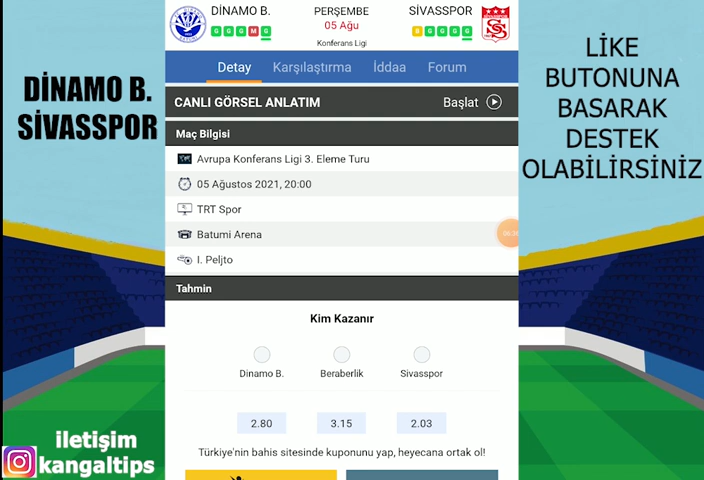 DİNAMO B.
SİVASSPOR
iletişim
kangaltips
DİNAMO B.
G G G M G
PERŞEMBE
05 Ağu
Konferans Ligi
SİVASSPOR
B G G G G
Detay Karşılaştırma İddaa Forum
CANLI GÖRSEL ANLATIM Başlat
Maç Bilgisi
Avrupa Konferans Ligi 3. Eleme Turu
05 Ağustos 2021, 20:00
TRT Spor
Batumi Arena
I. Peljto
Tahmin
Kim Kazanır
Dinamo B. Beraberlik Sivasspor
2.80 3.15 2.03
Türkiye'nin bahis sitesinde kuponunu yap, heyecana ortak ol!
LİKE
BUTONUNA
BASARAK
DESTEK
OLABİLİRSİNİZ